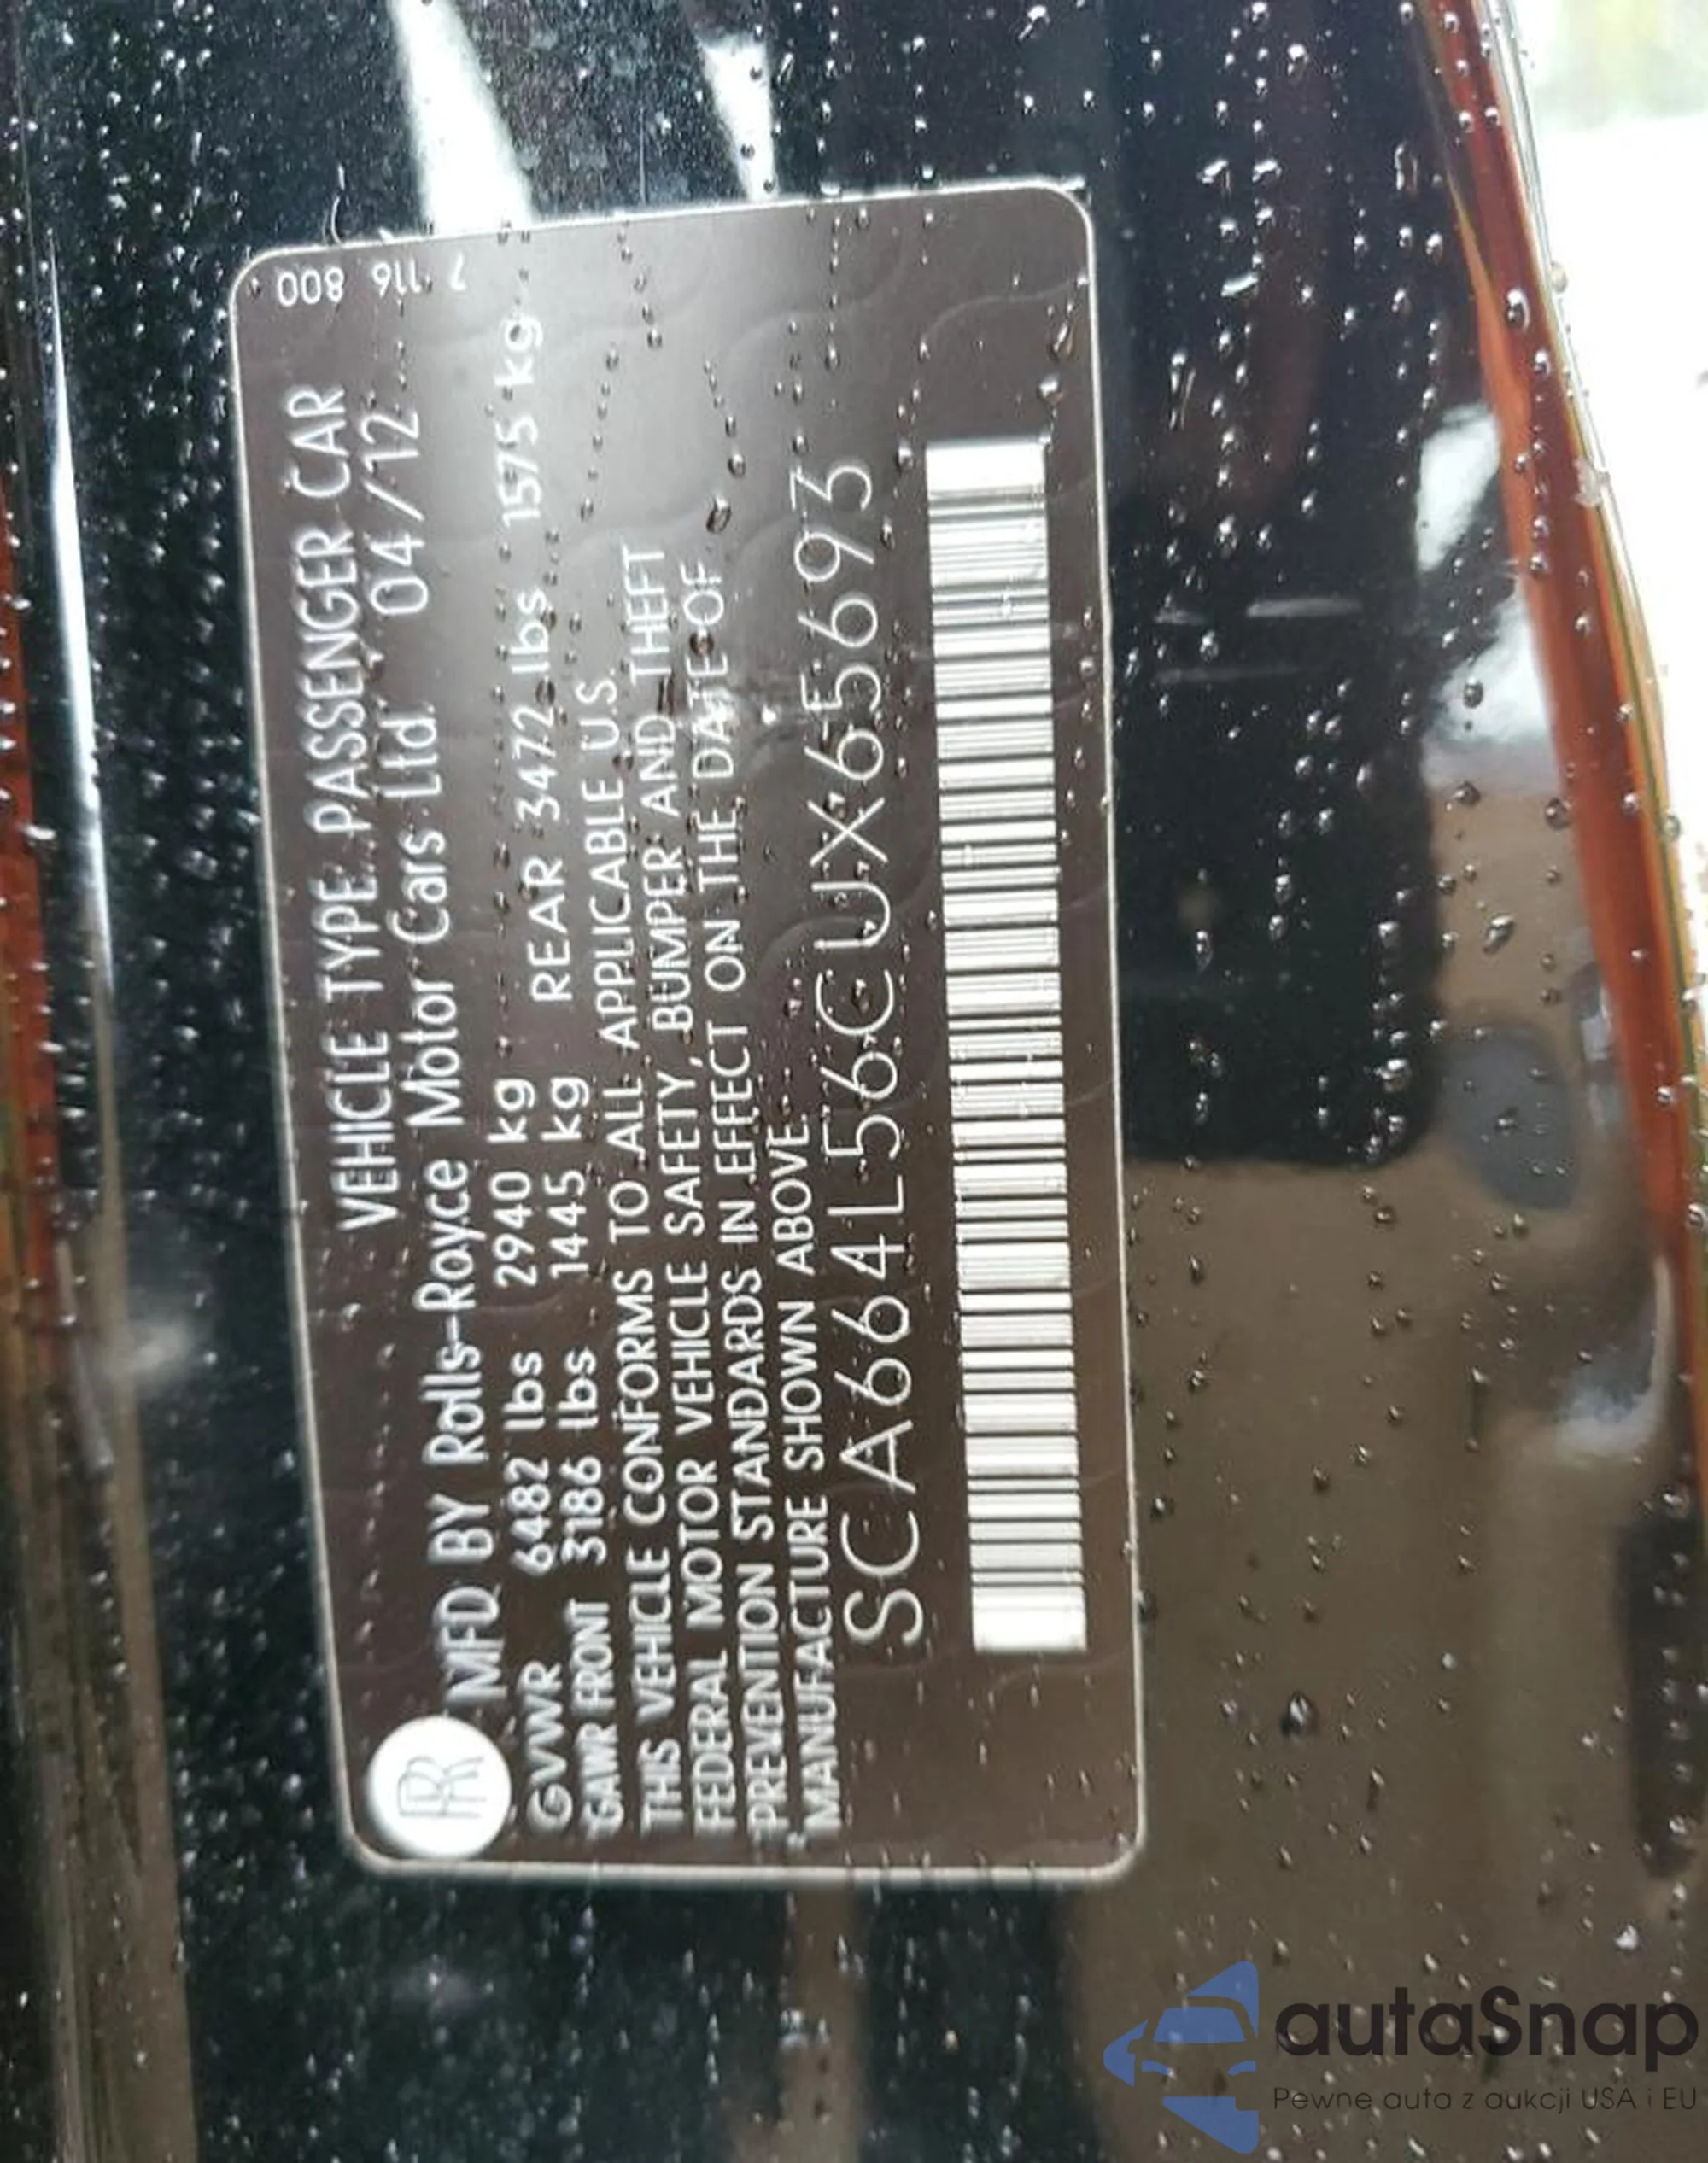 7 116 800
VEHICLE TYPE PASSENGER CAR
MFD BY Rolls-Royce Motor Cars Ltd. 04/12
GVWR 6482 lbs 2940 kg
GAWR FRONT 3186 lbs 1445 kg REAR 3472 lbs 1575 kg
THIS VEHICLE CONFORMS TO ALL APPLICABLE U.S.
FEDERAL MOTOR VEHICLE SAFETY, BUMPER AND THEFT
PREVENTION STANDARDS IN EFFECT ON THE DATE OF
MANUFACTURE SHOWN ABOVE.
SCA664L56CUX65693
RR
autaSnap
Pewne auta z aukcji USA i EU